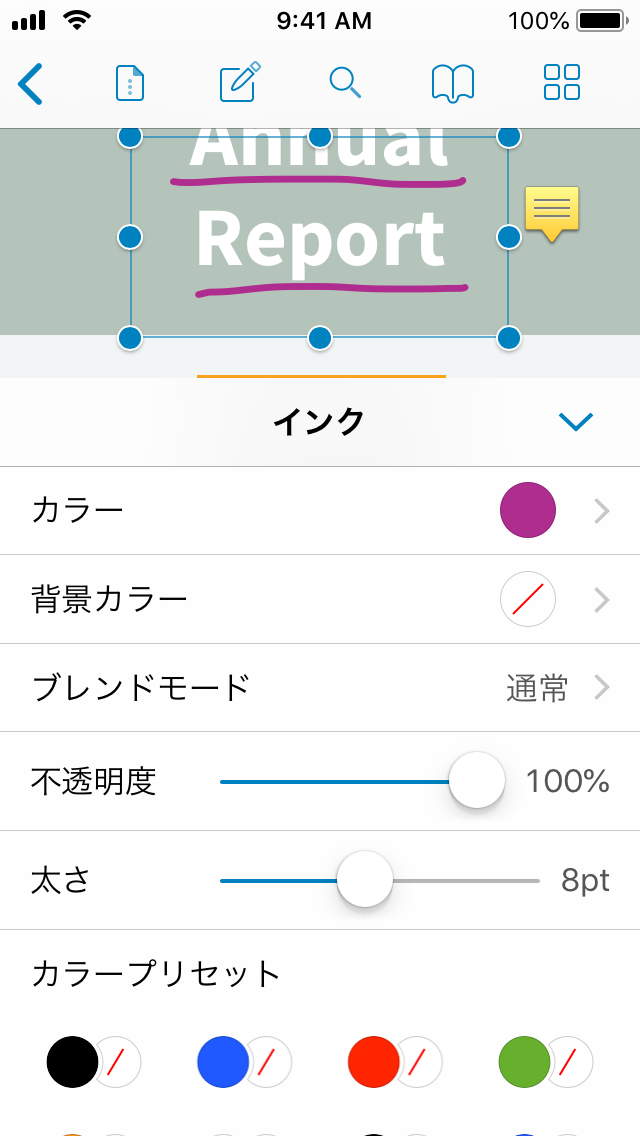 9:41 AM
100%
Annual
Report
インク
カラー
背景カラー
ブレンドモード 通常
不透明度 100%
太さ 8pt
カラープリセット